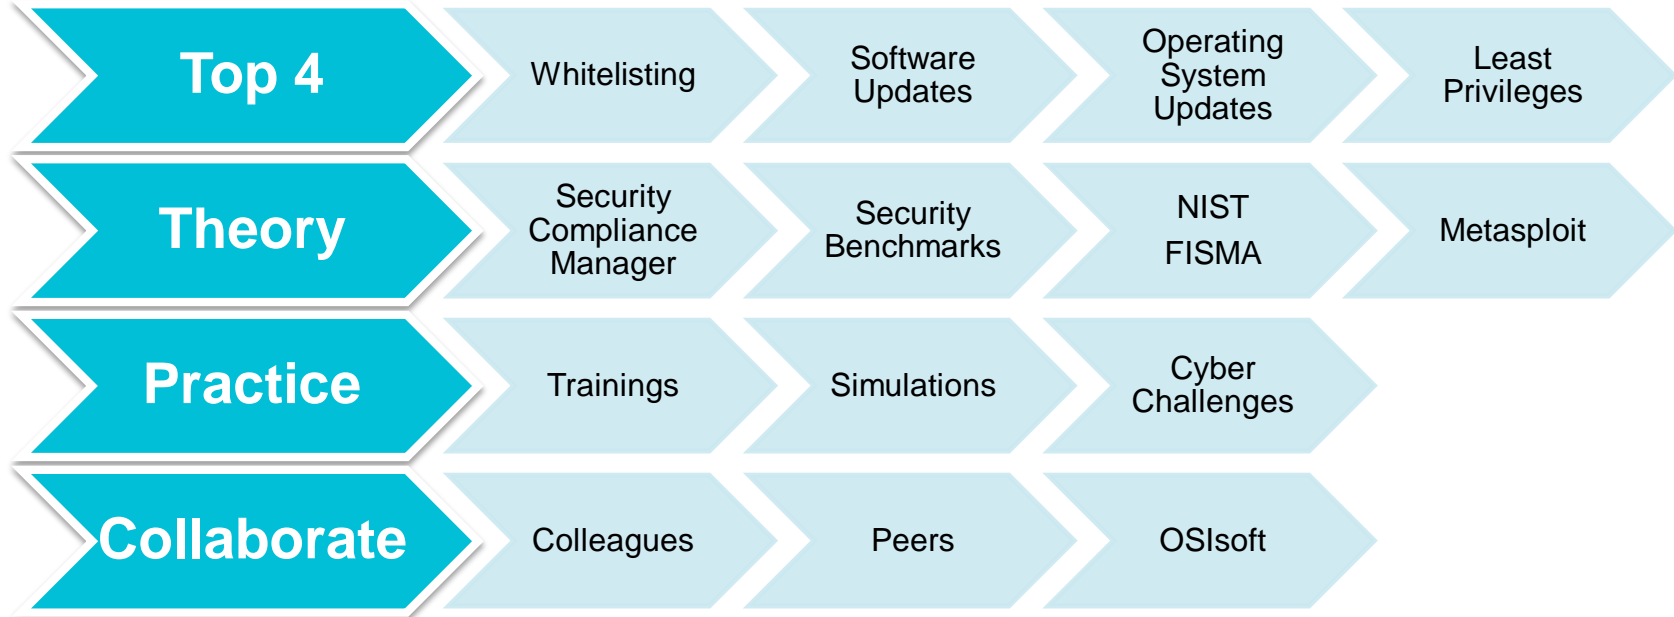 Top 4
Whitelisting
Software
Updates
Operating
System
Updates
Least
Privileges
Theory
Security
Compliance
Manager
Security
Benchmarks
NIST
FISMA
Metasploit
Practice
Trainings
Simulations
Cyber
Challenges
Collaborate
Colleagues
Peers
OSIsoft